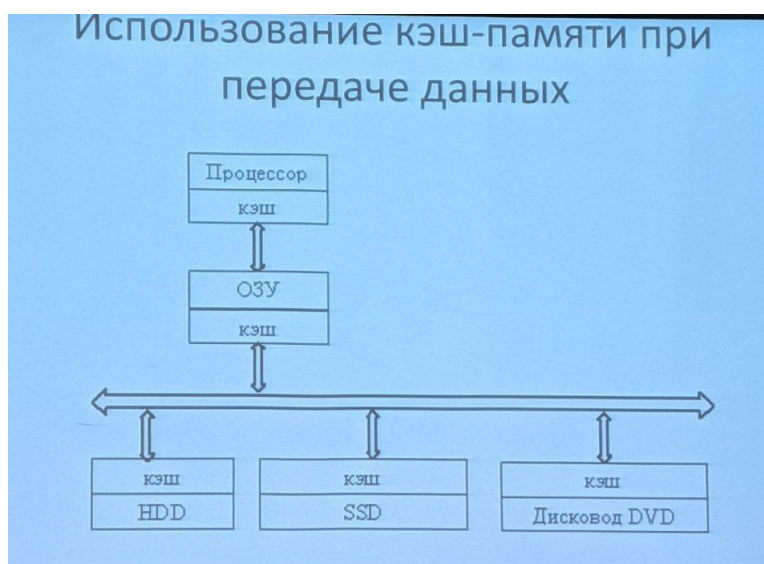 Использование кэш-памяти при
передаче данных
Процессор
кэш
ОЗУ
кэш
кэш
HDD
кэш
SSD
кэш
Дисковод DVD